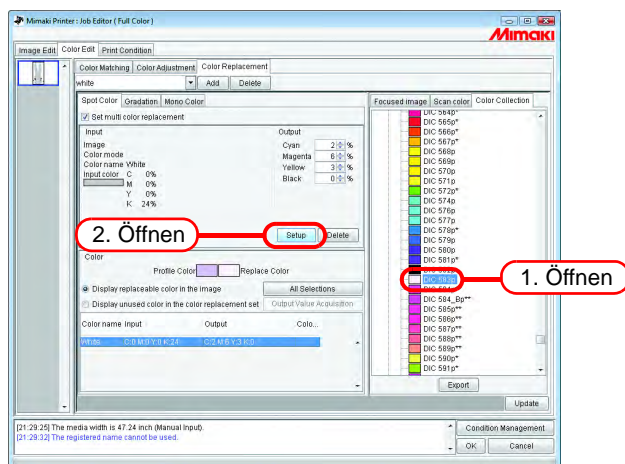 Mimaki Printer : Job Editor ( Full Color )
Mimaki
Image Edit Color Edit Print Condition
Color Matching Color Adjustment Color Replacement
white Add Delete
Spot Color Gradation Mono Color
Set multi color replacement
Input
Image
Color mode
Color name White
Input color C 0%
M 0%
Y 0%
K 24%
Output
Cyan 2 %
Magenta 6 %
Yellow 3 %
Black 0 %
2. Öffnen
Setup Delete
Color
Profile Color Replace Color
Display replaceable color in the image All Selections
Display unused color in the color replacement set Output Value Acquisition
Color name Input Output Colo...
White C:0 M:0 Y:0 K:24 C:2 M:6 Y:3 K:0
Focused image Scan color Color Collection
DIC 564p*
DIC 565p*
DIC 566p*
DIC 567p*
DIC 568p
DIC 569p
DIC 570p
DIC 571p
DIC 572p*
DIC 574p
DIC 576p
DIC 577p
DIC 578p*
DIC 579p
DIC 580p
DIC 581p*
DIC 583p
1. Öffnen
DIC 584_Bp**
DIC 585p**
DIC 586p**
DIC 587p**
DIC 588p**
DIC 589p**
DIC 590p*
DIC 591p*
Export
Update
[21:29:25] The media width is 47.24 inch (Manual Input).
[21:29:32] The registered name cannot be used.
Condition Management
OK Cancel